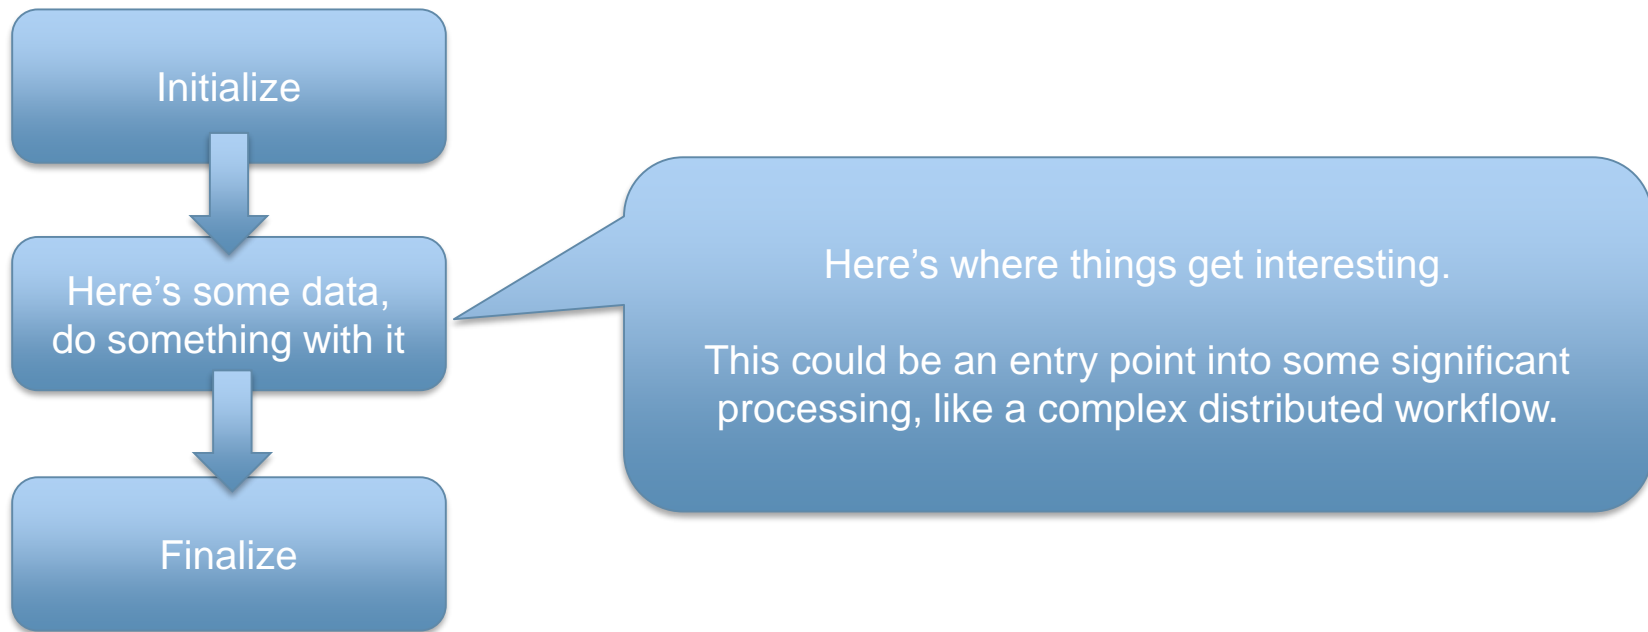 Initialize
Here’s some data,
do something with it
Finalize
Here’s where things get interesting.
This could be an entry point into some significant
processing, like a complex distributed workflow.